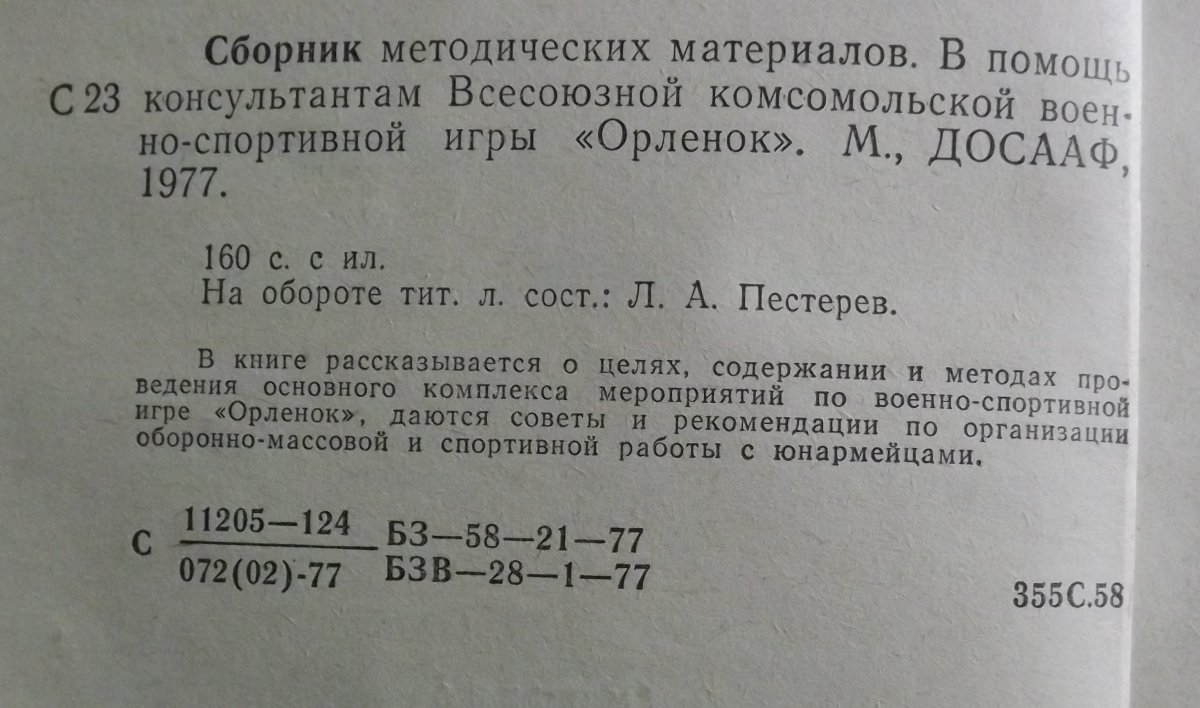 Сборник методических материалов. В помощь
С 23 консультантам Всесоюзной комсомольской воен-
но-спортивной игры «Орленок». М., ДОСААФ,
1977.
160 с. с ил.
На обороте тит. л. сост.: Л. А. Пестерев.
В книге рассказывается о целях, содержании и методах про-
ведения основного комплекса мероприятий по военно-спортивной
игре «Орленок», даются советы и рекомендации по организации
оборонно-массовой и спортивной работы с юнармейцами.
С 11205—124 БЗ—58—21—77
072(02)-77 БЗВ—28—1—77
355С.58